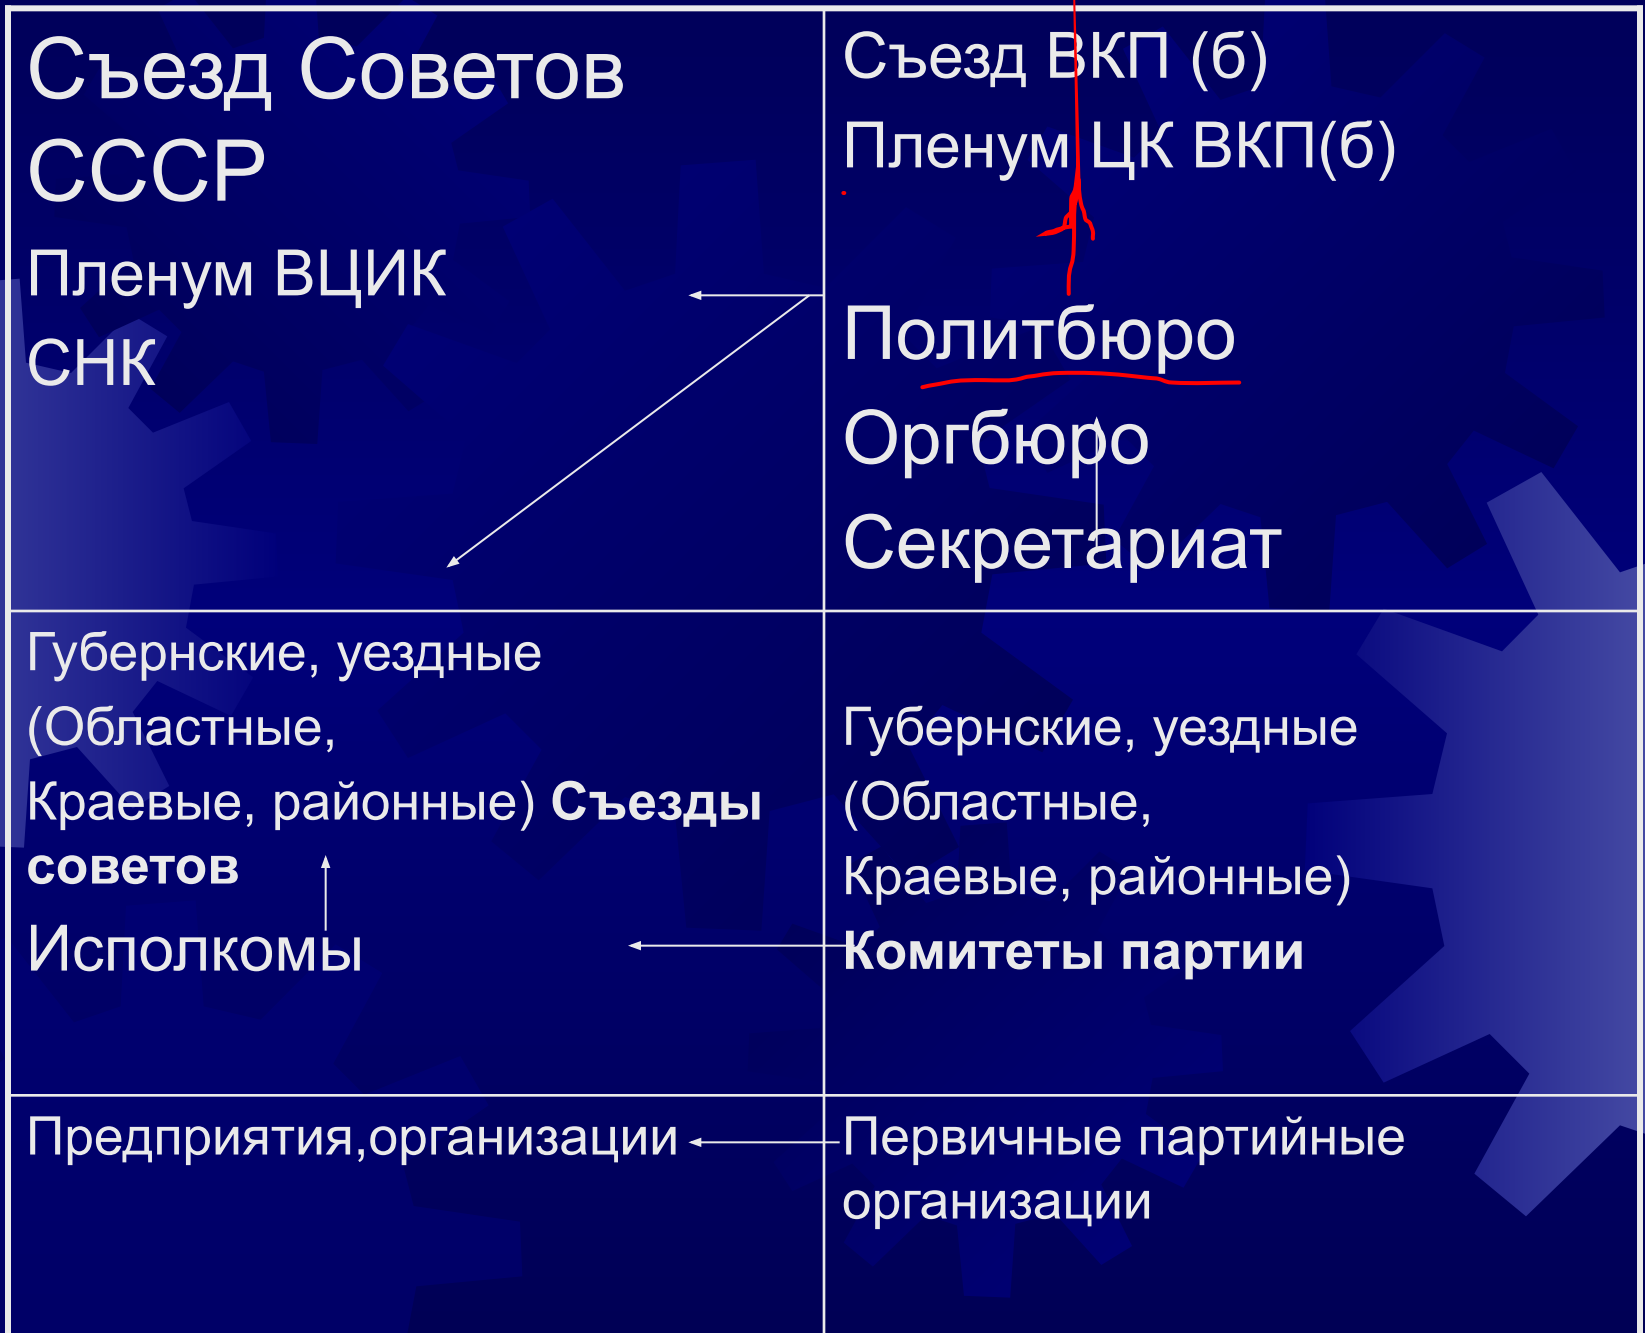 Съезд Советов
СССР
Пленум ВЦИК
СНК
Съезд ВКП (б)
Пленум ЦК ВКП(б)
Политбюро
Оргбюро
Секретариат
Губернские, уездные
(Областные,
Краевые, районные) Съезды
советов
Исполкомы
Губернские, уездные
(Областные,
Краевые, районные)
Комитеты партии
Предприятия,организации
Первичные партийные
организации